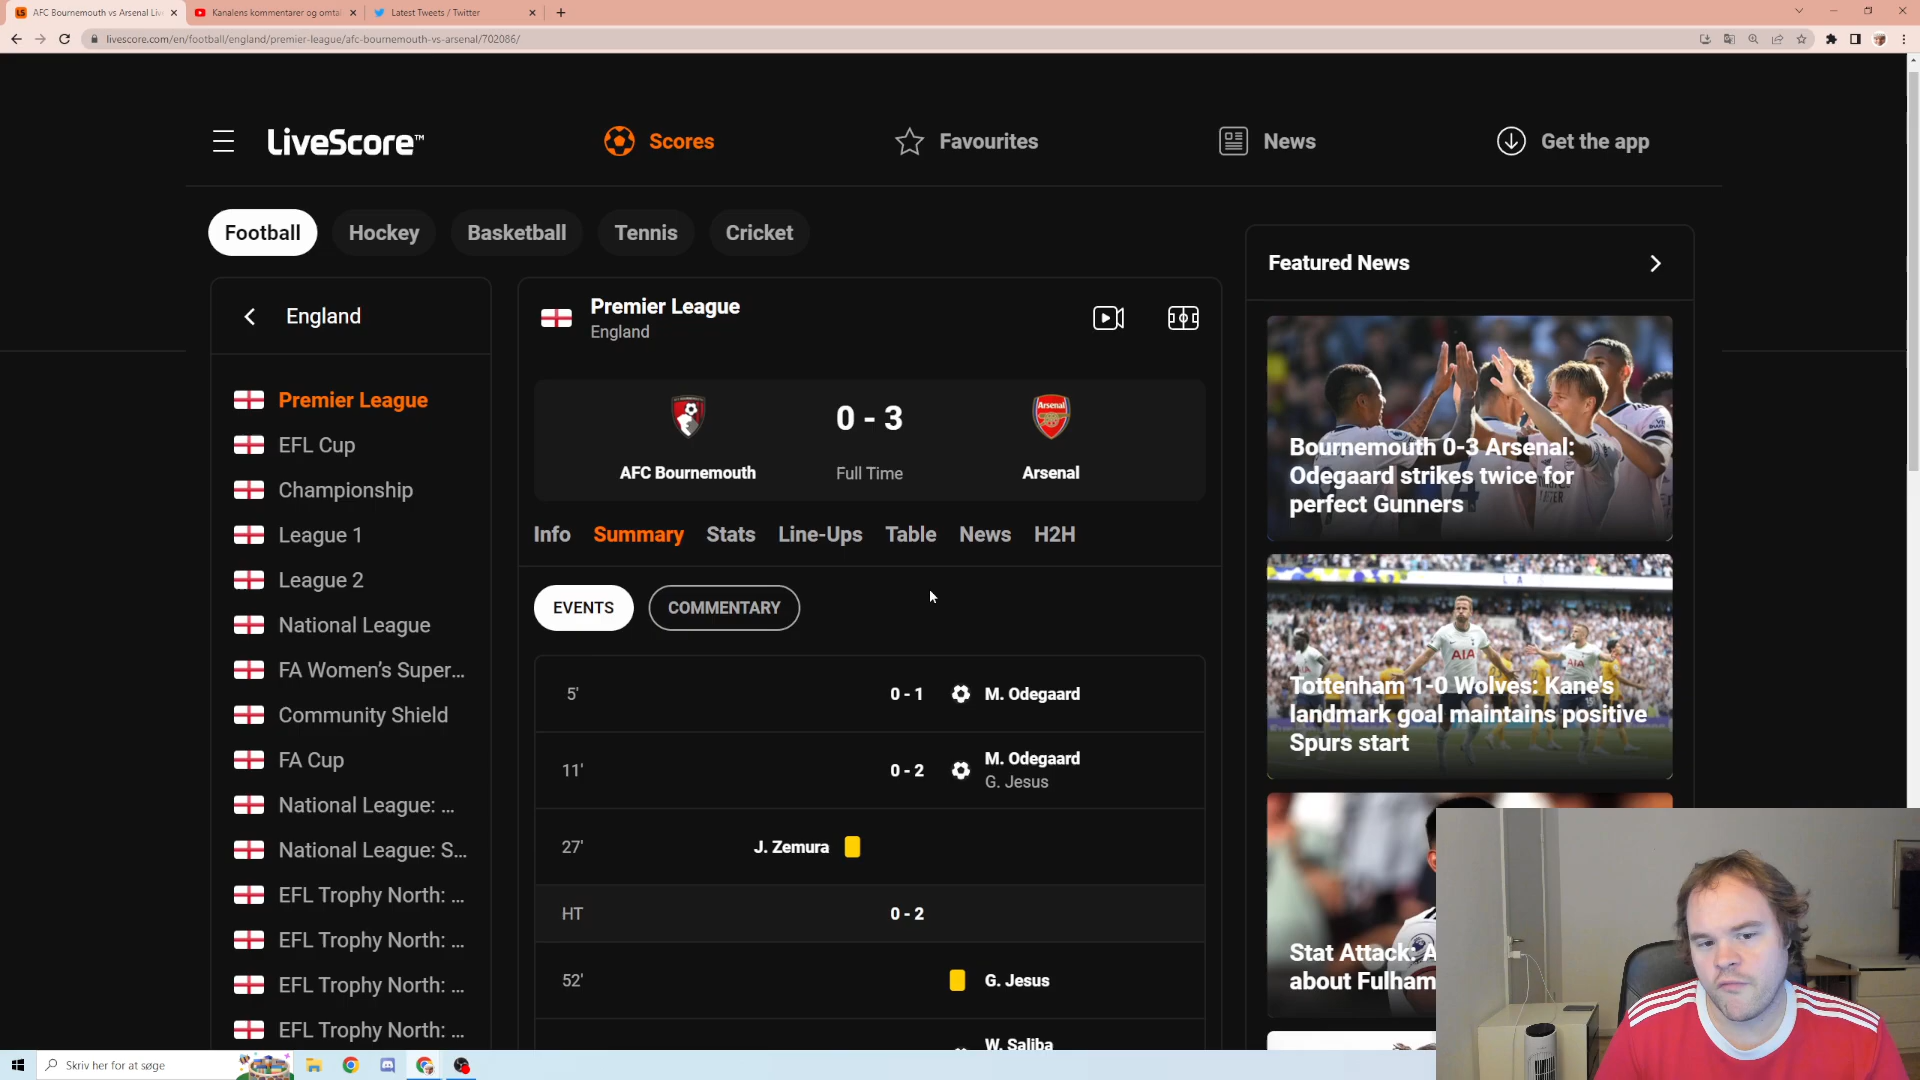 AFC Bournemouth vs Arsenal Liv
Kanalens kommentarer og omtal
Latest Tweets / Twitter
livescore.com/en/football/england/premier-league/afc-bournemouth-vs-arsenal/702086/
LiveScore™
Scores
Favourites
News
Get the app
Football
Hockey
Basketball
Tennis
Cricket
England
Premier League
EFL Cup
Championship
League 1
League 2
National League
FA Women's Super...
Community Shield
FA Cup
National League: ...
National League: S...
EFL Trophy North: ...
EFL Trophy North: ...
EFL Trophy North: ...
EFL Trophy North: ...
Premier League
England
0 - 3
AFC Bournemouth
Full Time
Arsenal
Info
Summary
Stats
Line-Ups
Table
News
H2H
EVENTS
COMMENTARY
5' 0 - 1 M. Odegaard
11' 0 - 2 M. Odegaard
G. Jesus
27' J. Zemura
HT 0 - 2
52' G. Jesus
W. Saliba
Featured News
Bournemouth 0-3 Arsenal:
Odegaard strikes twice for
perfect Gunners
AIA
AIA
Tottenham 1-0 Wolves: Kane's
landmark goal maintains positive
Spurs start
Stat Attack: A
about Fulham
Skriv her for at søge